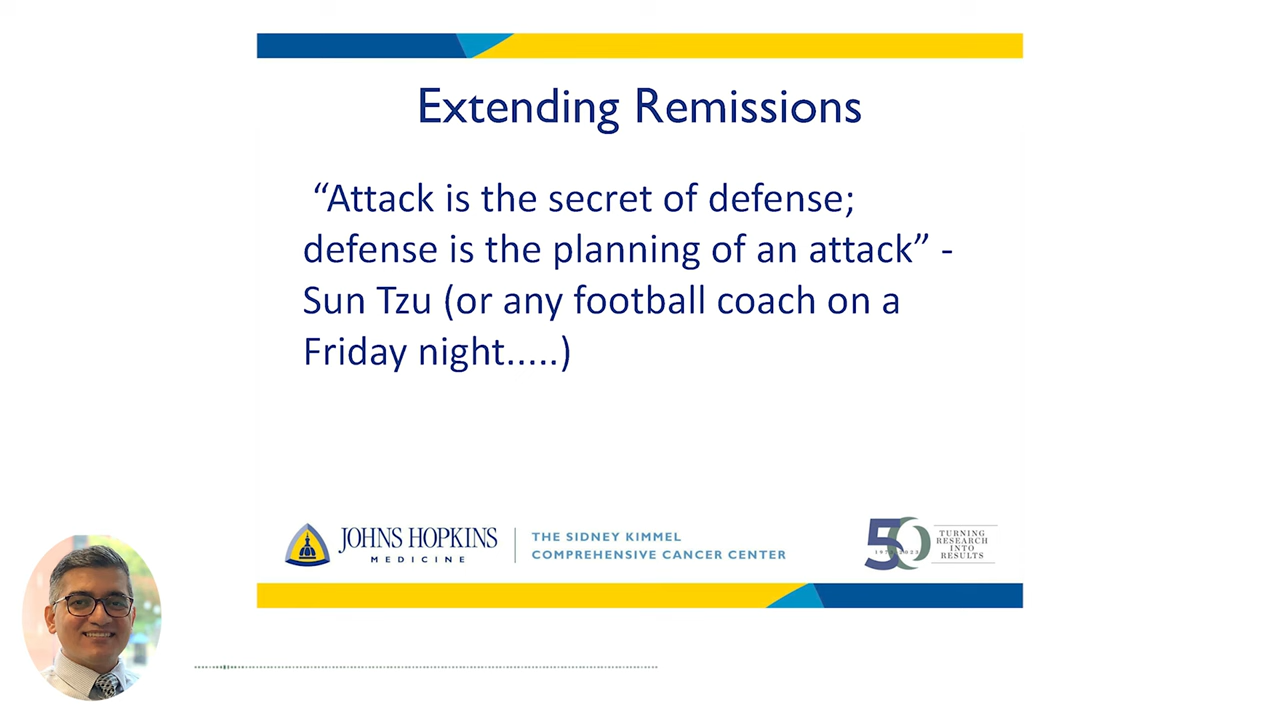 Extending Remissions
“Attack is the secret of defense;
defense is the planning of an attack” -
Sun Tzu (or any football coach on a
Friday night.....)
JOHNS HOPKINS
MEDICINE
THE SIDNEY KIMMEL
COMPREHENSIVE CANCER CENTER
50
1973-2023
TURNING
RESEARCH
INTO
RESULTS